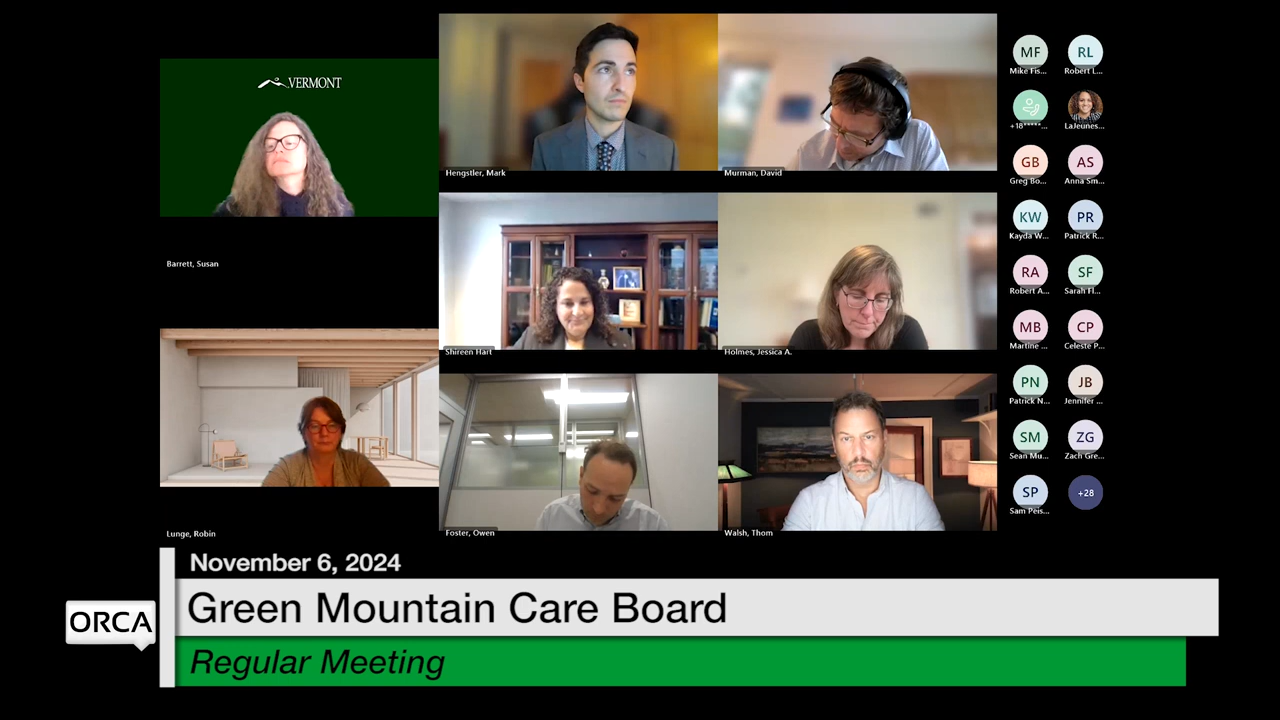 VERMONT
Barrett, Susan
Hengstler, Mark
Murman, David
Shireen Hart
Holmes, Jessica A.
Lunge, Robin
Foster, Owen
Walsh, Thom
MF
Mike Fis...
RL
Robert L...
+18*****...
LaJeunes...
GB
Greg Bo...
AS
Anna Sm...
KW
Kayda W...
PR
Patrick R...
RA
Robert A...
SF
Sarah Fl...
MB
Martine ...
CP
Celeste P...
PN
Patrick N...
JB
Jennifer ...
SM
Sean Mu...
ZG
Zach Gre...
SP
Sam Peis...
+28
November 6, 2024
ORCA
Green Mountain Care Board
Regular Meeting